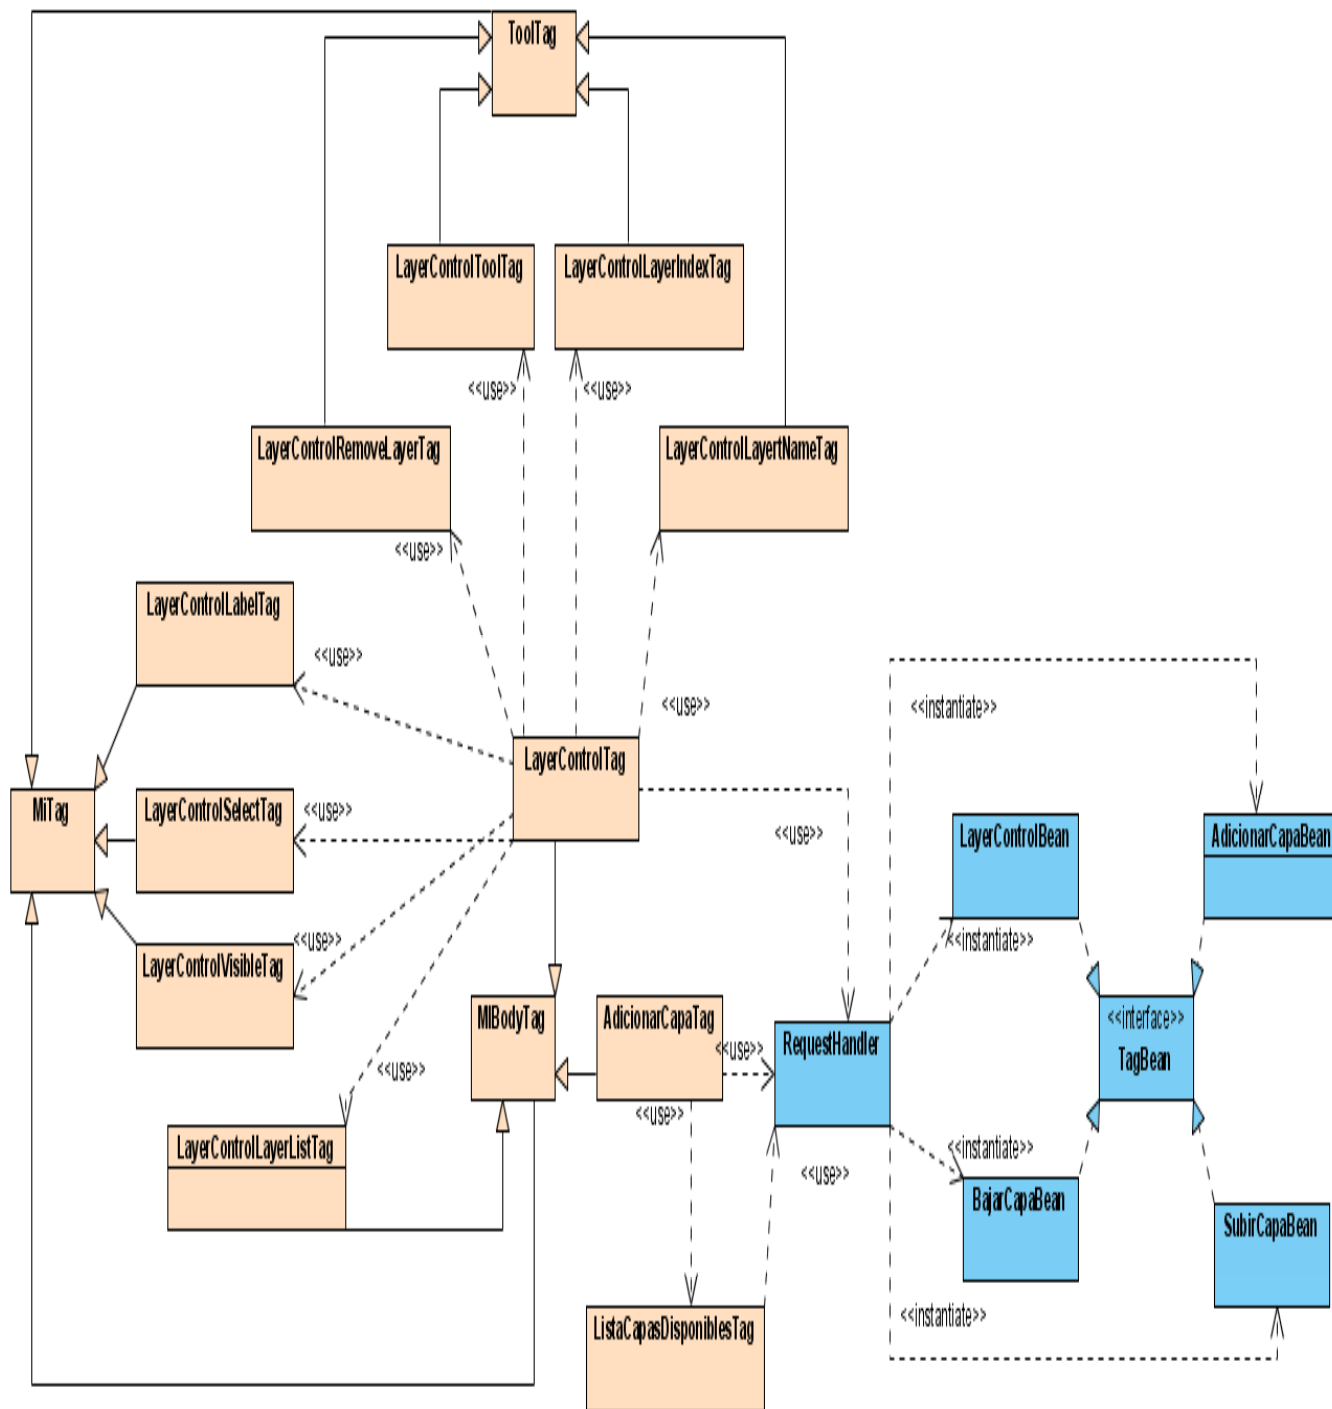 ToolTag
LayerControlToolTag
LayerControlLayerIndexTag
<<use>>
<<use>>
LayerControlRemoveLayerTag
LayerControlLayertNameTag
<<use>>
LayerControlLabelTag
<<use>>
<<use>>
<<instantiate>>
LayerControlTag
MiTag
LayerControlSelectTag
<<use>>
<<use>>
LayerControlBean
AdicionarCapaBean
<<use>>
<<instantiate>>
LayerControlVisibleTag
MIBodyTag
AdicionarCapaTag
<<interface>>
TagBean
<<use>>
RequestHandler
<<use>>
<<use>>
LayerControlLayerListTag
<<instantiate>>
<<use>>
BajarCapaBean
SubirCapaBean
<<instantiate>>
ListaCapasDisponiblesTag